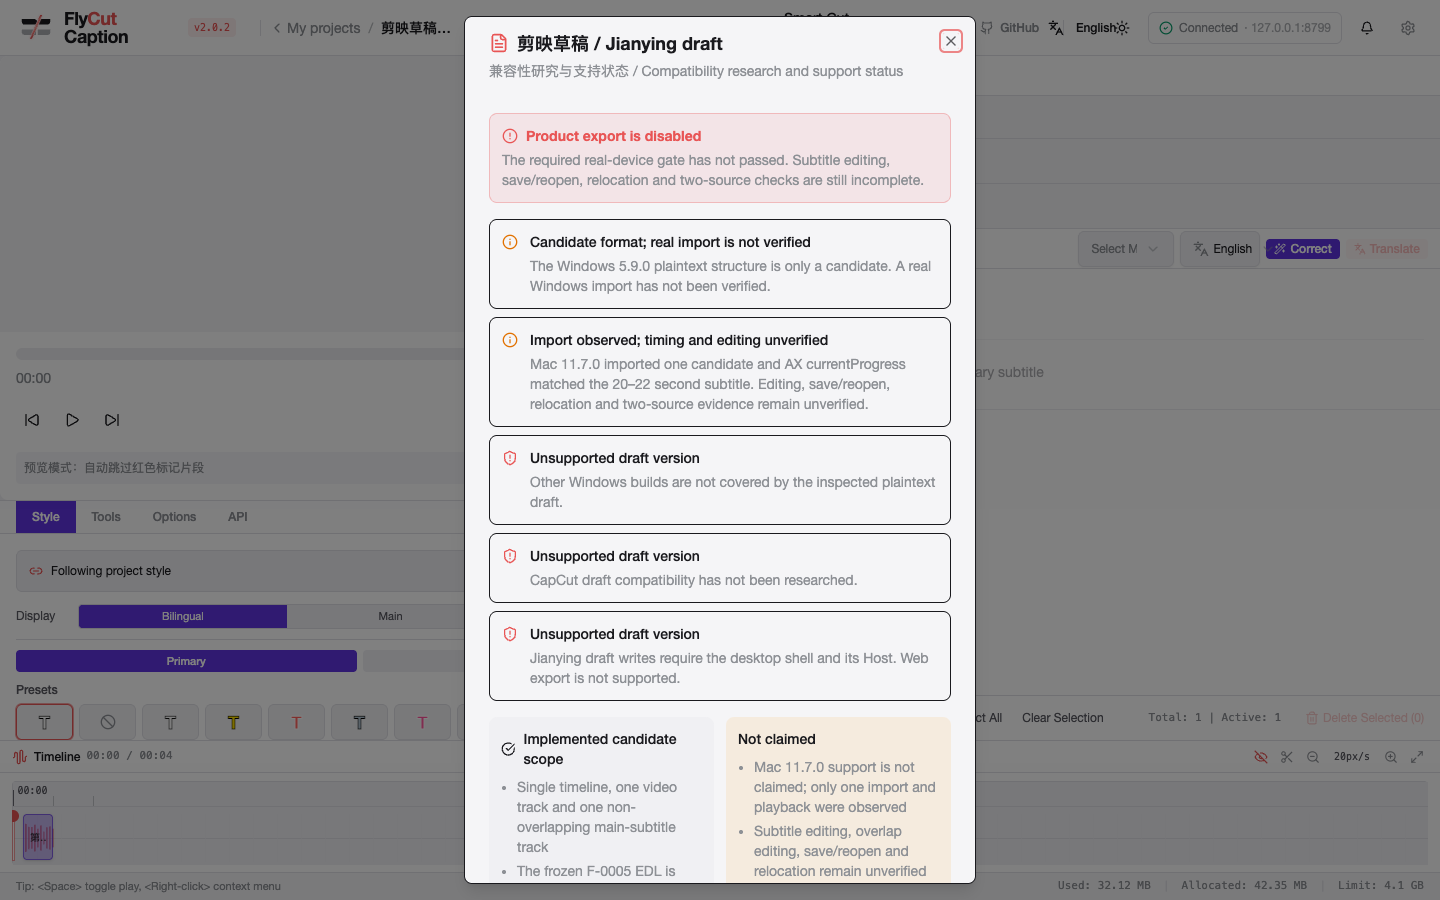 FlyCut
Caption
v2.0.2
My projects / 剪映草稿...
GitHub
English
Connected · 127.0.0.1:8799
剪映草稿 / Jianying draft
兼容性研究与支持状态 / Compatibility research and support status
Product export is disabled
The required real-device gate has not passed. Subtitle editing,
save/reopen, relocation and two-source checks are still incomplete.
Candidate format; real import is not verified
The Windows 5.9.0 plaintext structure is only a candidate. A real
Windows import has not been verified.
Import observed; timing and editing unverified
Mac 11.7.0 imported one candidate and AX currentProgress
matched the 20–22 second subtitle. Editing, save/reopen,
relocation and two-source evidence remain unverified.
Unsupported draft version
Other Windows builds are not covered by the inspected plaintext
draft.
Unsupported draft version
CapCut draft compatibility has not been researched.
Unsupported draft version
Jianying draft writes require the desktop shell and its Host. Web
export is not supported.
Implemented candidate
scope
• Single timeline, one video
track and one non-
overlapping main-subtitle
track
• The frozen F-0005 EDL is
Not claimed
• Mac 11.7.0 support is not
claimed; only one import and
playback were observed
• Subtitle editing, overlap
editing, save/reopen and
relocation remain unverified
Select M
English
Correct
Translate
ary subtitle
00:00
预览模式：自动跳过红色标记片段
Style
Tools
Options
API
Following project style
Display
Bilingual
Main
Primary
Presets
T T T T T T
ct All
Clear Selection
Total: 1 | Active: 1
Delete Selected (0)
Timeline
00:00 / 00:04
20px/s
00:00
Tip: <Space> toggle play, <Right-click> context menu
Used: 32.12 MB
Allocated: 42.35 MB
Limit: 4.1 GB